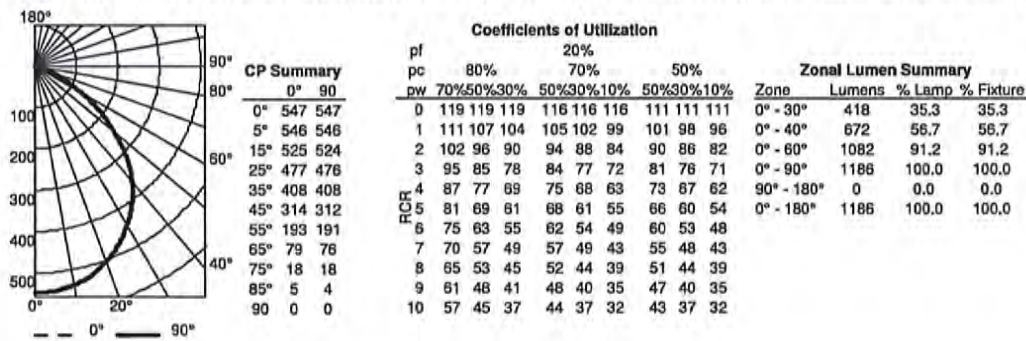 180°
90°
80°
100
60°
200
300
400
40°
500
0° 20°
0° 90°
CP Summary
0° 90
0° 547 547
5° 546 546
15° 525 524
25° 477 476
35° 408 408
45° 314 312
55° 193 191
65° 79 76
75° 18 18
85° 5 4
90 0 0
Coefficients of Utilization
pf 20%
pc 80% 70% 50%
pw 70%50%30% 50%30%10% 50%30%10%
RCR
0 119 119 119 116 116 116 111 111 111
1 111 107 104 105 102 99 101 98 96
2 102 96 90 94 88 84 90 86 82
3 95 85 78 84 77 72 81 76 71
4 87 77 69 75 68 63 73 67 62
5 81 69 61 68 61 55 66 60 54
6 75 63 55 62 54 49 60 53 48
7 70 57 49 57 49 43 55 48 43
8 65 53 45 52 44 39 51 44 39
9 61 48 41 48 40 35 47 40 35
10 57 45 37 44 37 32 43 37 32
Zonal Lumen Summary
Zone Lumens % Lamp % Fixture
0° - 30° 418 35.3 35.3
0° - 40° 672 56.7 56.7
0° - 60° 1082 91.2 91.2
0° - 90° 1186 100.0 100.0
90° - 180° 0 0.0 0.0
0° - 180° 1186 100.0 100.0